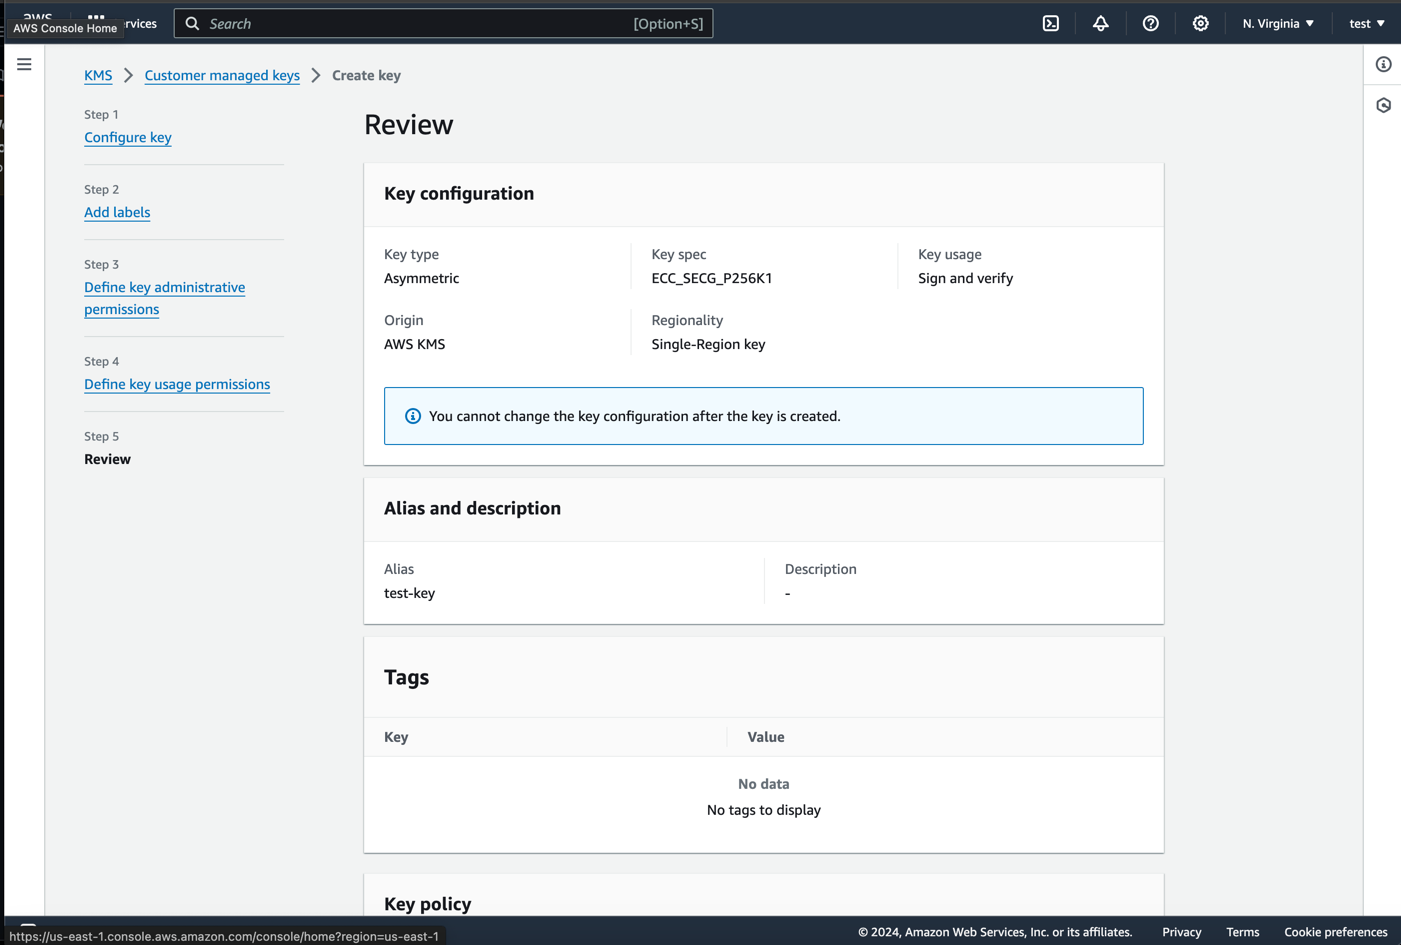 aws
AWS Console Home
Search
[Option+S]
N. Virginia
test
KMS
Customer managed keys
Create key
Step 1
Configure key
Step 2
Add labels
Step 3
Define key administrative
permissions
Step 4
Define key usage permissions
Step 5
Review
Review
Key configuration
Key type
Asymmetric
Key spec
ECC_SECG_P256K1
Key usage
Sign and verify
Origin
AWS KMS
Regionality
Single-Region key
You cannot change the key configuration after the key is created.
Alias and description
Alias
test-key
Description
-
Tags
Key
Value
No data
No tags to display
Key policy
https://us-east-1.console.aws.amazon.com/console/home?region=us-east-1
© 2024, Amazon Web Services, Inc. or its affiliates.
Privacy
Terms
Cookie preferences